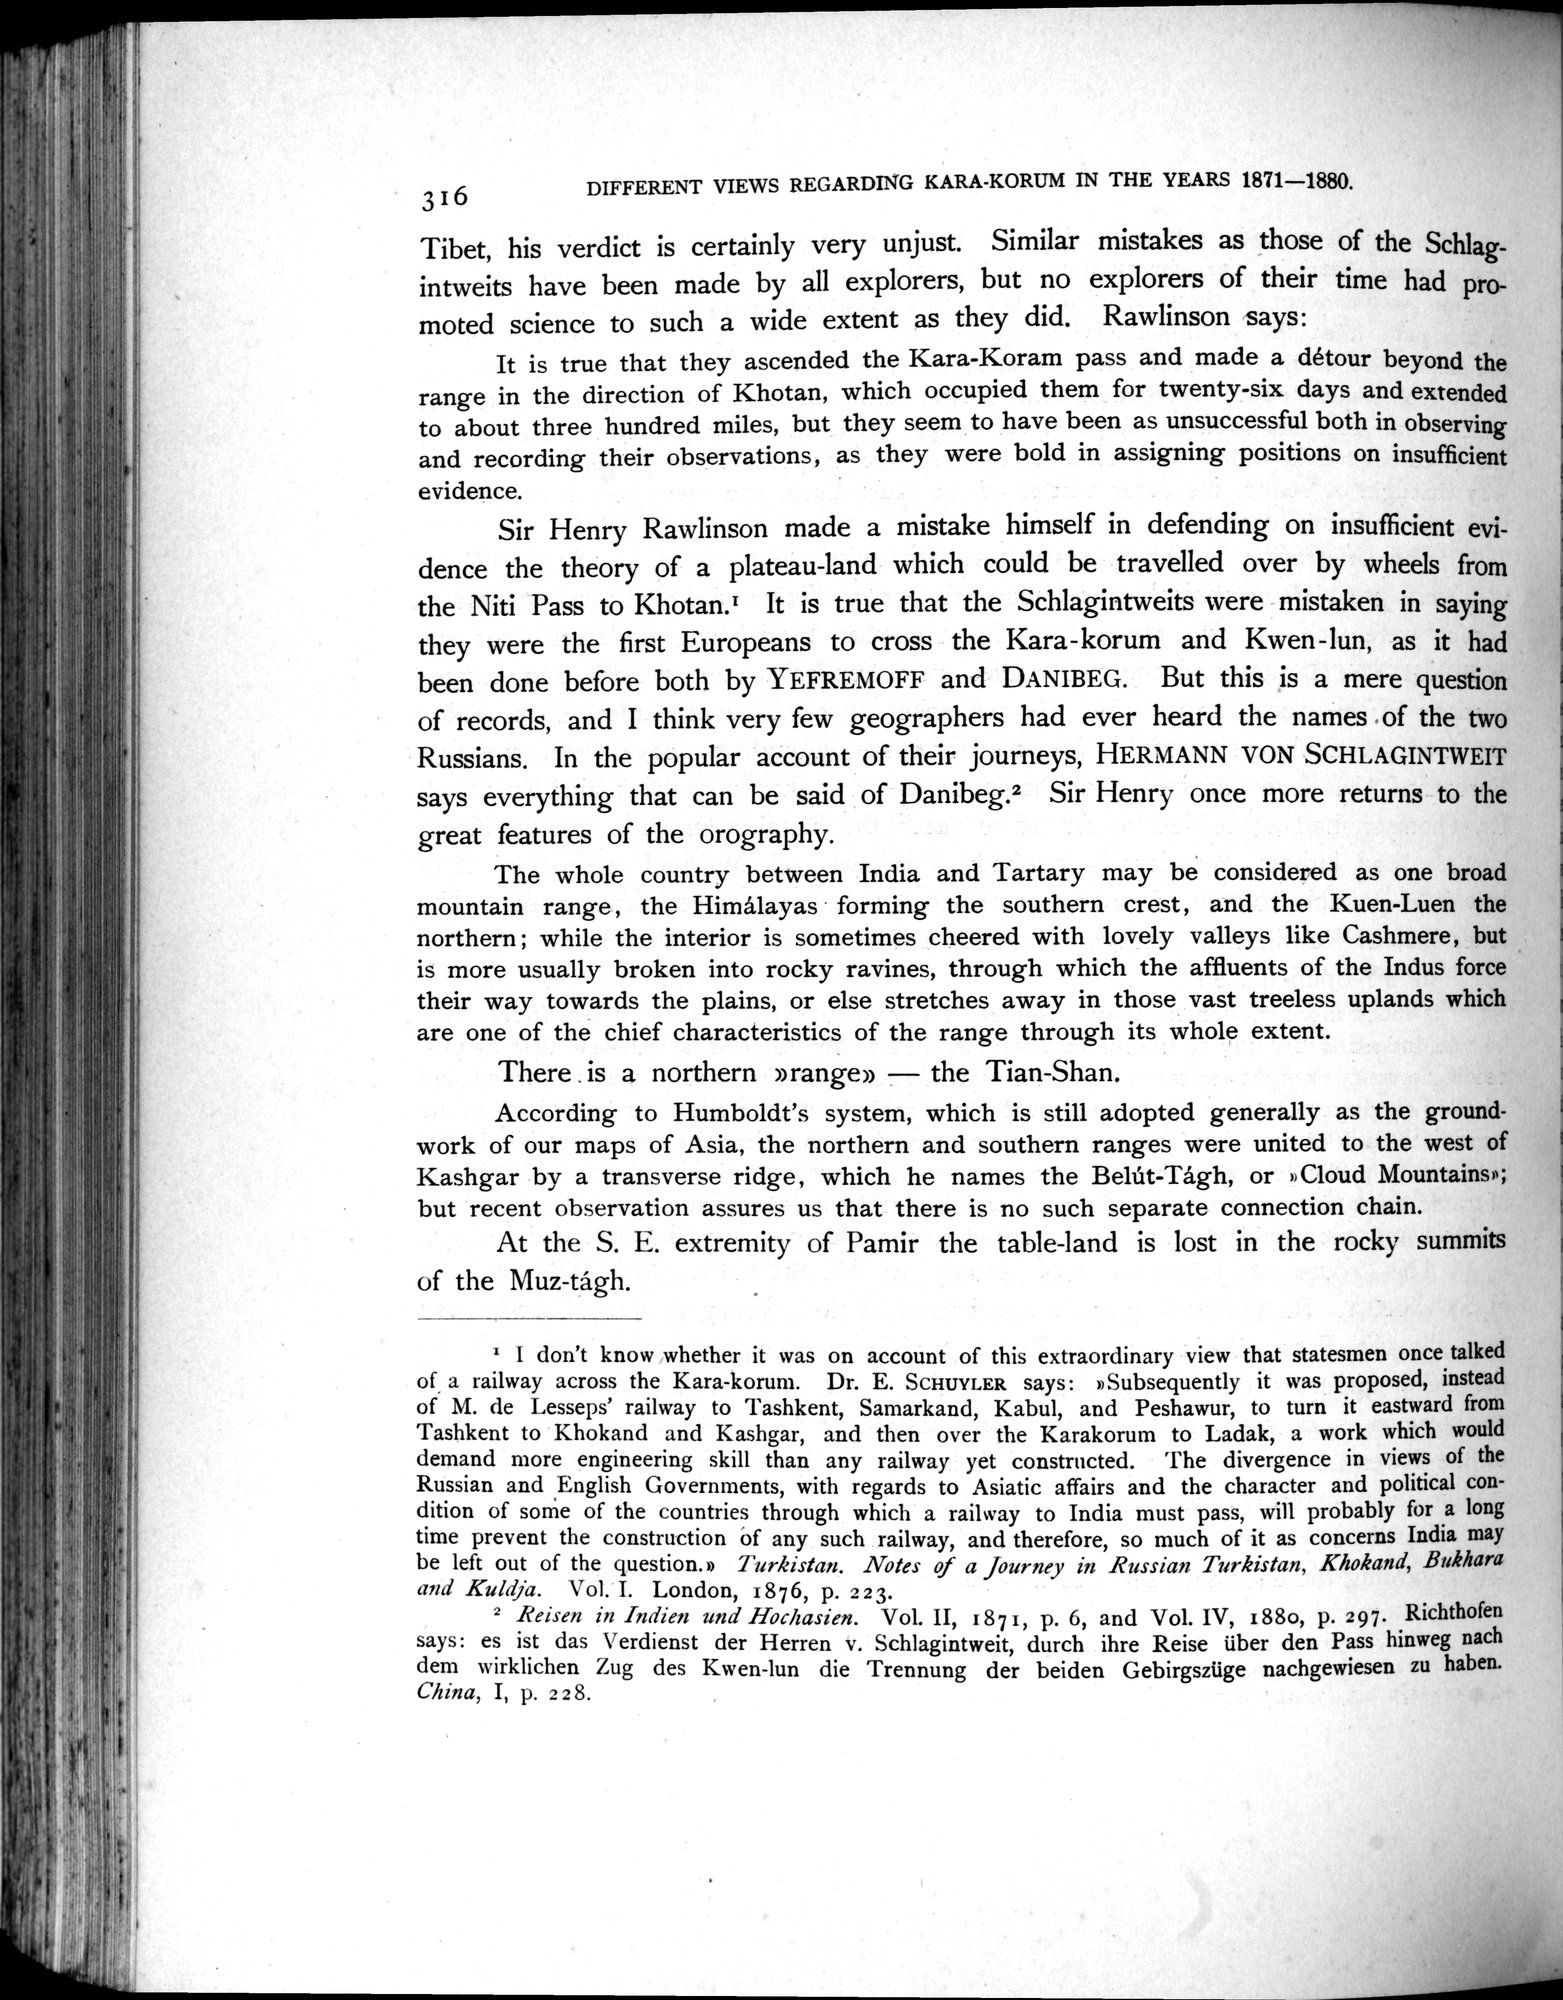 316
DIFFERENT VIEWS REGARDING KARA-KORUM IN THE YEARS 1871—1880.
Tibet, his verdict is certainly very unjust. Similar mistakes as those of the Schlag-
intweits have been made by all explorers, but no explorers of their time had pro-
moted science to such a wide extent as they did. Rawlinson says:
It is true that they ascended the Kara-Koram pass and made a détour beyond the
range in the direction of Khotan, which occupied them for twenty-six days and extended
to about three hundred miles, but they seem to have been as unsuccessful both in observing
and recording their observations, as they were bold in assigning positions on insufficient
evidence.
Sir Henry Rawlinson made a mistake himself in defending on insufficient evi-
dence the theory of a plateau-land which could be travelled over by wheels from
the Niti Pass to Khotan.¹ It is true that the Schlagintweits were mistaken in saying
they were the first Europeans to cross the Kara-korum and Kwen-lun, as it had
been done before both by YEFREMOFF and DANIBEG. But this is a mere question
of records, and I think very few geographers had ever heard the names of the two
Russians. In the popular account of their journeys, HERMANN VON SCHLAGINTWEIT
says everything that can be said of Danibeg.² Sir Henry once more returns to the
great features of the orography.
The whole country between India and Tartary may be considered as one broad
mountain range, the Himálayas forming the southern crest, and the Kuen-Luen the
northern; while the interior is sometimes cheered with lovely valleys like Cashmere, but
is more usually broken into rocky ravines, through which the affluents of the Indus force
their way towards the plains, or else stretches away in those vast treeless uplands which
are one of the chief characteristics of the range through its whole extent.
There is a northern »range» — the Tian-Shan.
According to Humboldt's system, which is still adopted generally as the ground-
work of our maps of Asia, the northern and southern ranges were united to the west of
Kashgar by a transverse ridge, which he names the Belút-Tágh, or »Cloud Mountains»;
but recent observation assures us that there is no such separate connection chain.
At the S. E. extremity of Pamir the table-land is lost in the rocky summits
of the Muz-tágh.
¹ I don't know whether it was on account of this extraordinary view that statesmen once talked
of a railway across the Kara-korum. Dr. E. SCHUYLER says: »Subsequently it was proposed, instead
of M. de Lesseps' railway to Tashkent, Samarkand, Kabul, and Peshawur, to turn it eastward from
Tashkent to Khokand and Kashgar, and then over the Karakorum to Ladak, a work which would
demand more engineering skill than any railway yet constructed. The divergence in views of the
Russian and English Governments, with regards to Asiatic affairs and the character and political con-
dition of some of the countries through which a railway to India must pass, will probably for a long
time prevent the construction of any such railway, and therefore, so much of it as concerns India may
be left out of the question.» Turkistan. Notes of a Journey in Russian Turkistan, Khokand, Bukhara
and Kuldja. Vol. I. London, 1876, p. 223.
² Reisen in Indien und Hochasien. Vol. II, 1871, p. 6, and Vol. IV, 1880, p. 297. Richthofen
says: es ist das Verdienst der Herren v. Schlagintweit, durch ihre Reise über den Pass hinweg nach
dem wirklichen Zug des Kwen-lun die Trennung der beiden Gebirgszüge nachgewiesen zu haben.
China, I, p. 228.